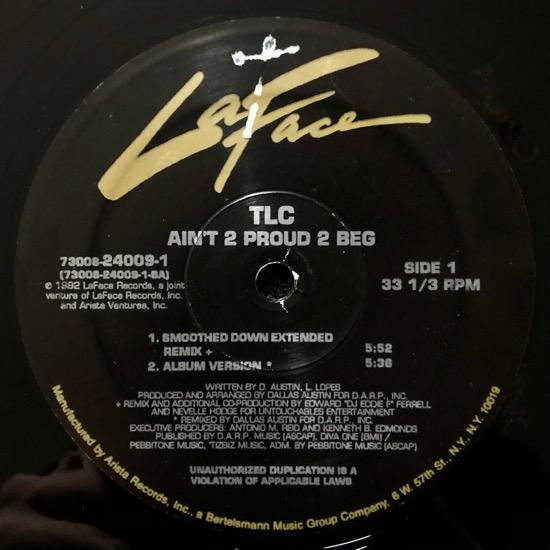 LaFace
TLC
AIN'T 2 PROUD 2 BEG
73008-24009-1
(73008-24009-1-SA)
℗ 1992 LaFace Records, a joint
venture of LaFace Records, Inc.
and Arista Ventures, Inc.
SIDE 1
33 1/3 RPM
1. SMOOTHED DOWN EXTENDED
REMIX + 5:52
2. ALBUM VERSION * 5:36
WRITTEN BY D. AUSTIN, L. LOPES
PRODUCED AND ARRANGED BY DALLAS AUSTIN FOR D.A.R.P., INC.
+ REMIX AND ADDITIONAL CO-PRODUCTION BY EDWARD "DJ EDDIE F" FERRELL
AND NEVELLE HODGE FOR UNTOUCHABLES ENTERTAINMENT
* REMIXED BY DALLAS AUSTIN FOR D.A.R.P., INC.
EXECUTIVE PRODUCERS: ANTONIO M. REID AND KENNETH B. EDMONDS
PUBLISHED BY D.A.R.P. MUSIC (ASCAP), DIVA ONE (BMI) /
PEBBITONE MUSIC, 'TIZBIZ MUSIC, ADM. BY PEBBITONE MUSIC (ASCAP)
UNAUTHORIZED DUPLICATION IS A
VIOLATION OF APPLICABLE LAWS
Manufactured by Arista Records, Inc., a Bertelsmann Music Group Company, 6 W. 57th St., N.Y. N.Y. 10019